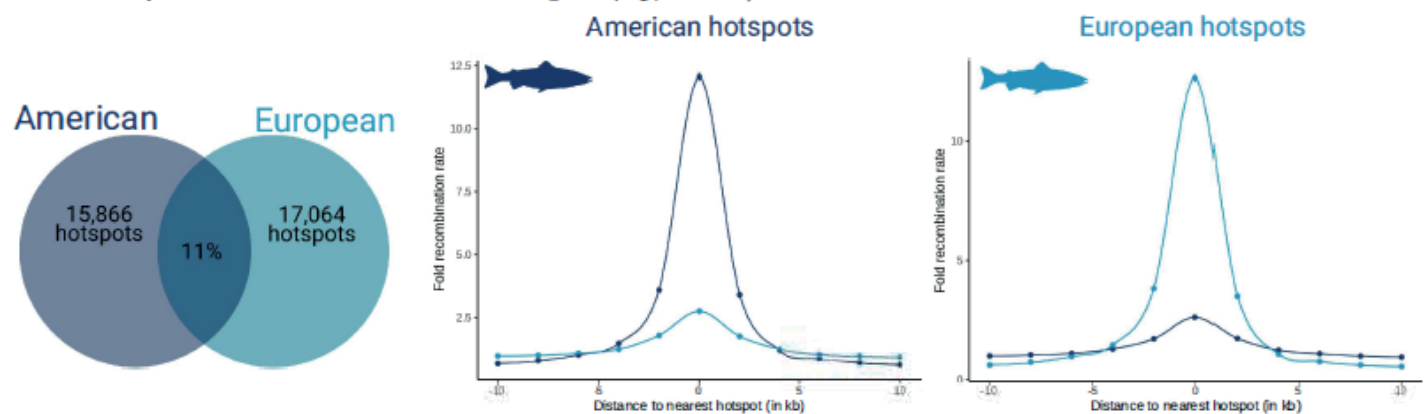 American hotspots
European hotspots
American
European
15,866
hotspots
17,064
hotspots
11%
Fold recombination rate
12.5
10.0
7.5
5.0
2.5
-10
-5
0
5
10
Distance to nearest hotspot (in kb)
Fold recombination rate
10
5
0
-10
-5
0
5
10
Distance to nearest hotspot (in kb)